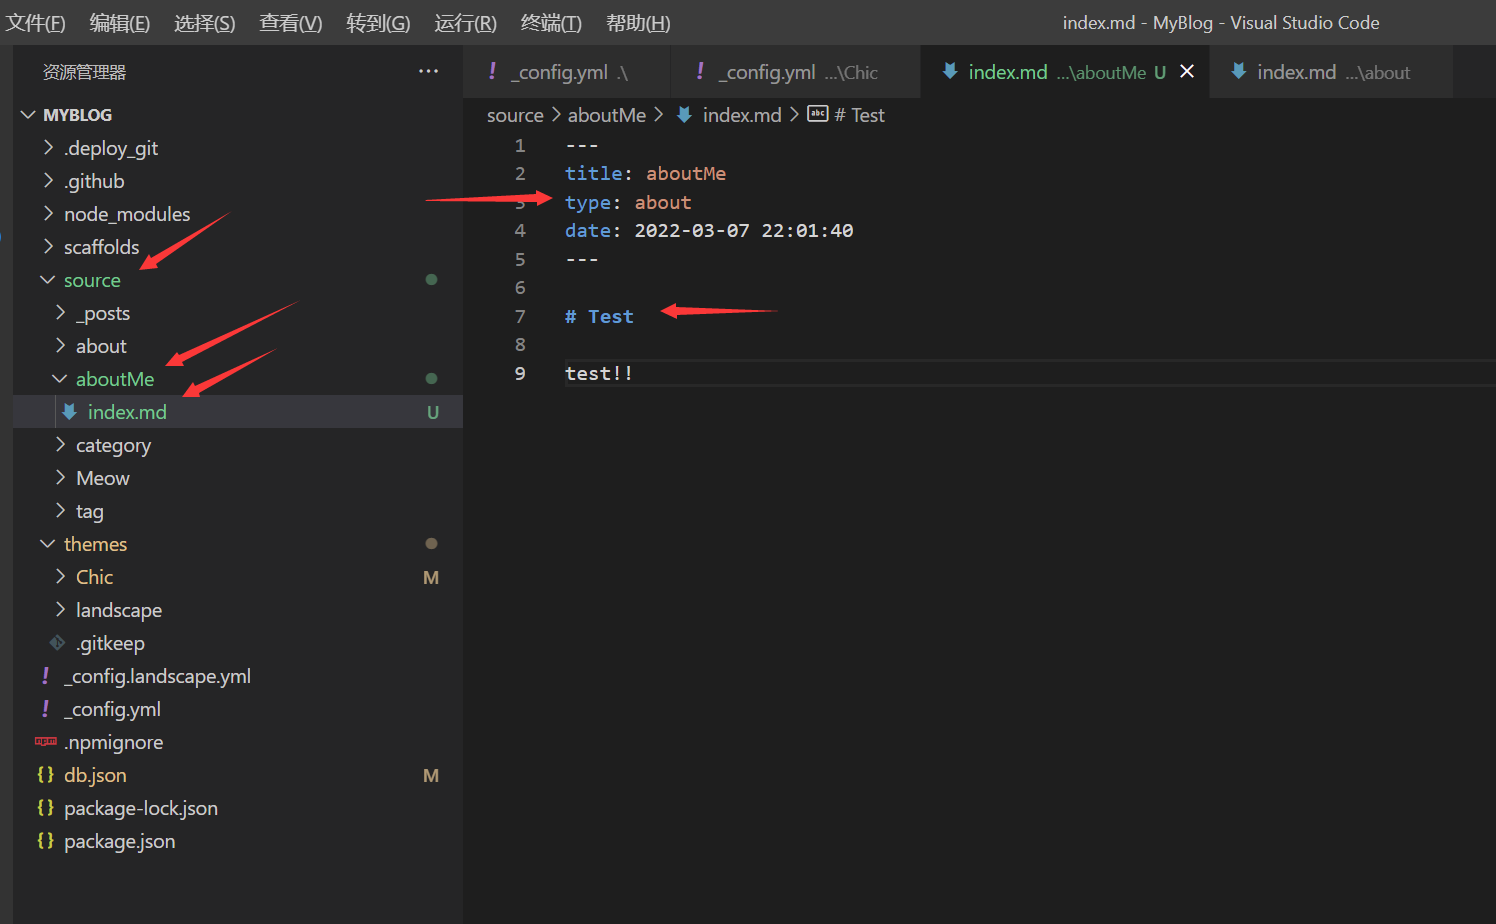 文件(F) 编辑(E) 选择(S) 查看(V) 转到(G) 运行(R) 终端(T) 帮助(H) index.md - MyBlog - Visual Studio Code
资源管理器 ···
MYBLOG
.deploy_git
.github
node_modules
scaffolds
source
_posts
about
aboutMe
index.md U
category
Meow
tag
themes
Chic M
landscape
.gitkeep
_config.landscape.yml
_config.yml
.npmignore
db.json M
package-lock.json
package.json
_config.yml .\ _config.yml ...\Chic index.md ...\aboutMe U index.md ...\about
source > aboutMe > index.md > # Test
1 ---
2 title: aboutMe
3 type: about
4 date: 2022-03-07 22:01:40
5 ---
6
7 # Test
8
9 test!!